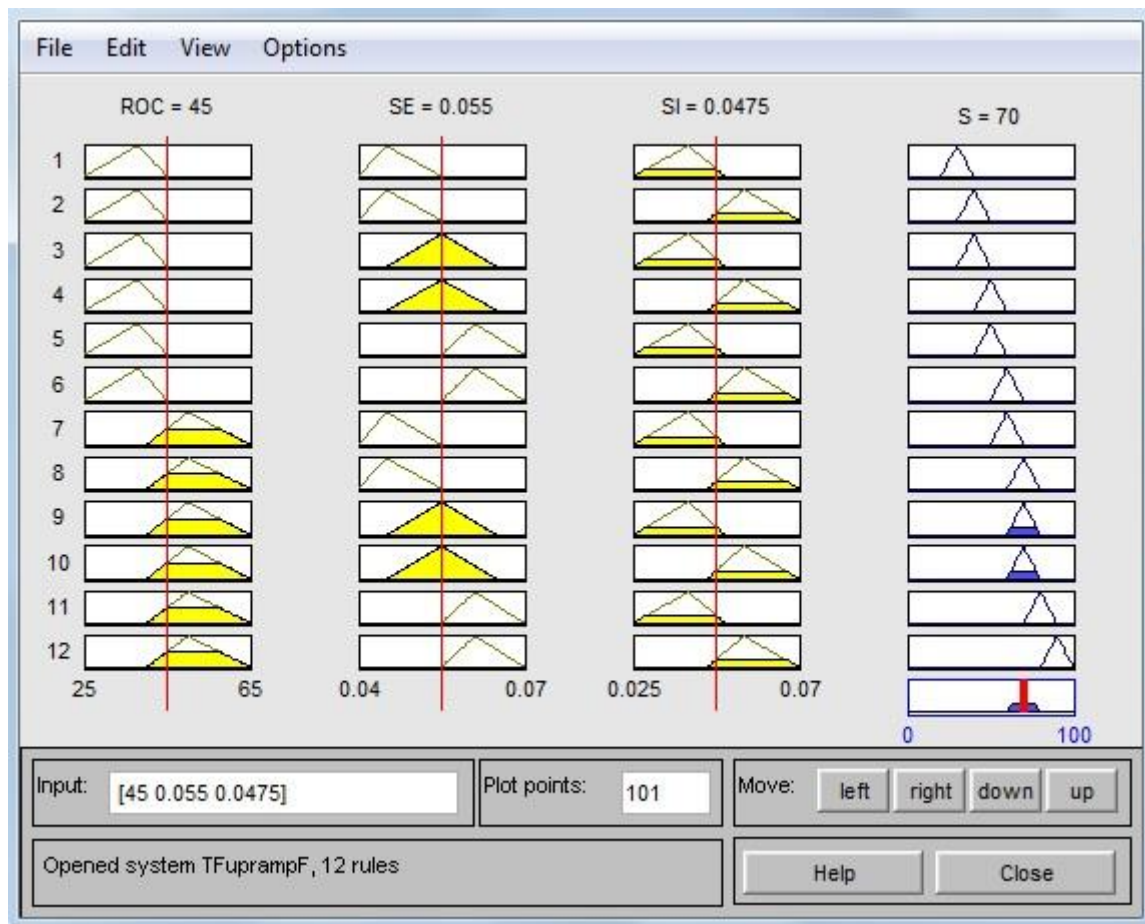 File Edit View Options
ROC = 45 SE = 0.055 SI = 0.0475 S = 70
1
2
3
4
5
6
7
8
9
10
11
12
25 65 0.04 0.07 0.025 0.07
0 100
Input: [45 0.055 0.0475] Plot points: 101 Move: left right down up
Opened system TFuprampF, 12 rules Help Close